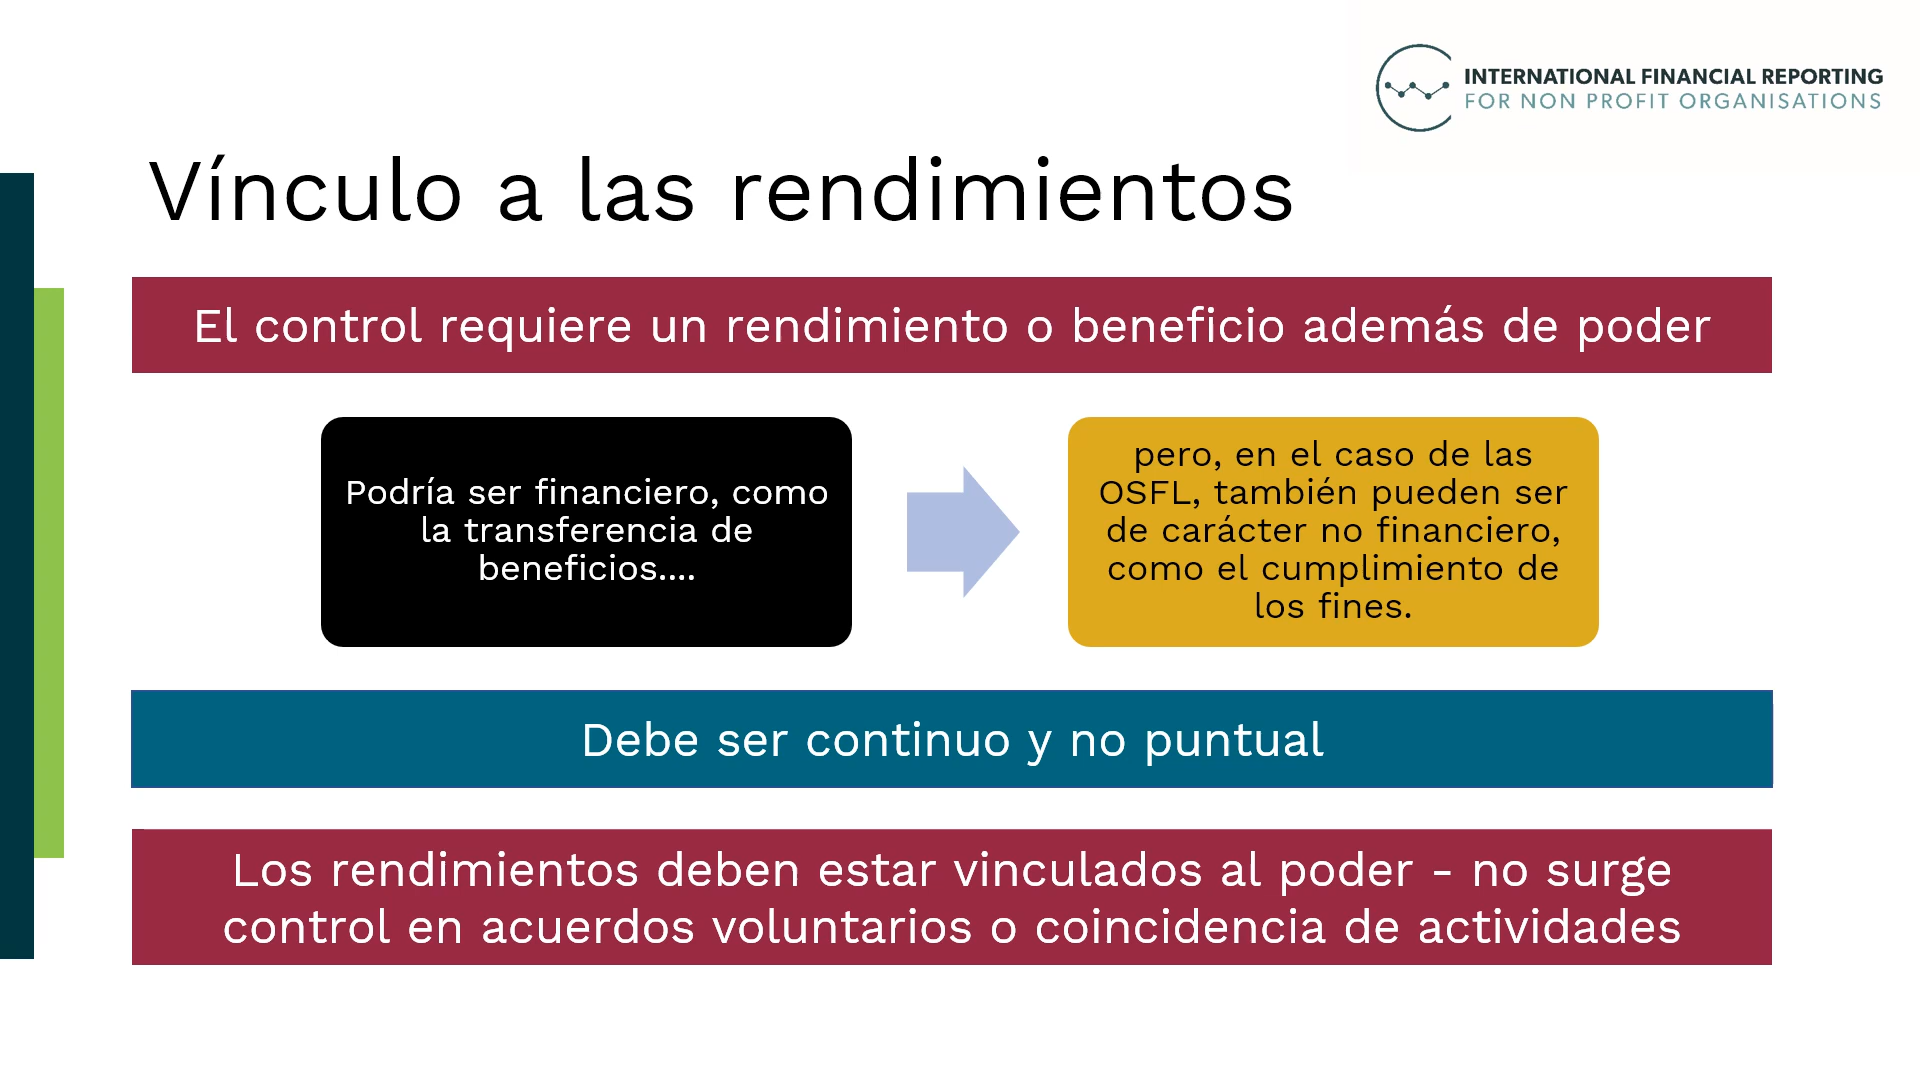 INTERNATIONAL FINANCIAL REPORTING
FOR NON PROFIT ORGANISATIONS
Vínculo a las rendimientos
El control requiere un rendimiento o beneficio además de poder
Podría ser financiero, como
la transferencia de
beneficios....
pero, en el caso de las
OSFL, también pueden ser
de carácter no financiero,
como el cumplimiento de
los fines.
Debe ser continuo y no puntual
Los rendimientos deben estar vinculados al poder - no surge
control en acuerdos voluntarios o coincidencia de actividades